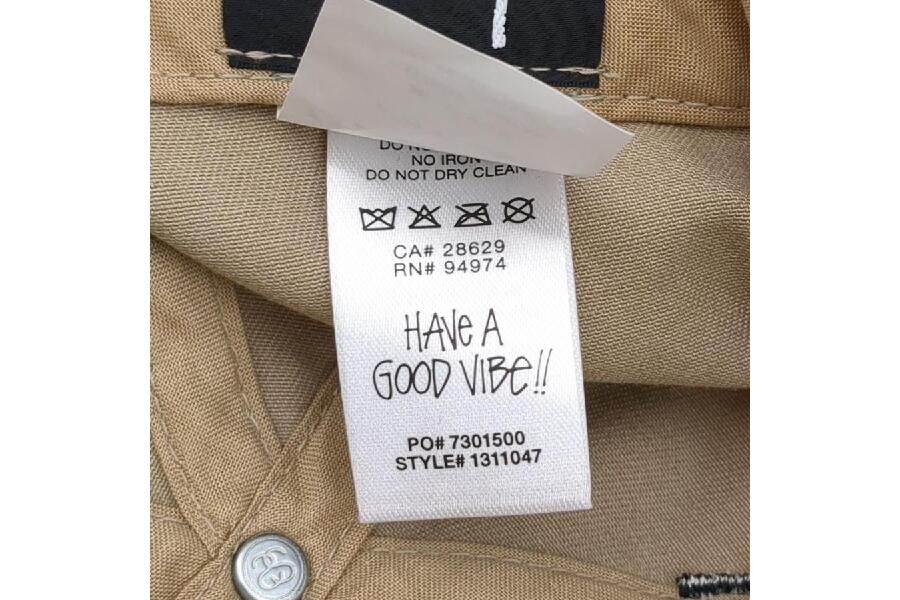 NO IRON
DO NOT DRY CLEAN
CA# 28629
RN# 94974
HAVE A
GOOD VIBE!!
PO# 7301500
STYLE# 1311047